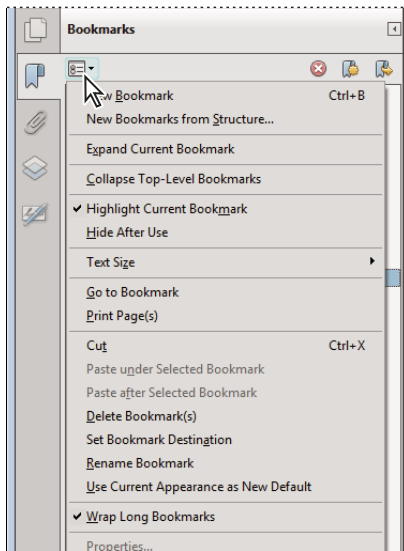 Bookmarks
Bookmark
Ctrl+B
New Bookmarks from Structure...
Expand Current Bookmark
Collapse Top-Level Bookmarks
Highlight Current Bookmark
Hide After Use
Text Size
Go to Bookmark
Print Page(s)
Cut
Ctrl+X
Paste under Selected Bookmark
Paste after Selected Bookmark
Delete Bookmark(s)
Set Bookmark Destination
Rename Bookmark
Use Current Appearance as New Default
Wrap Long Bookmarks
Properties...